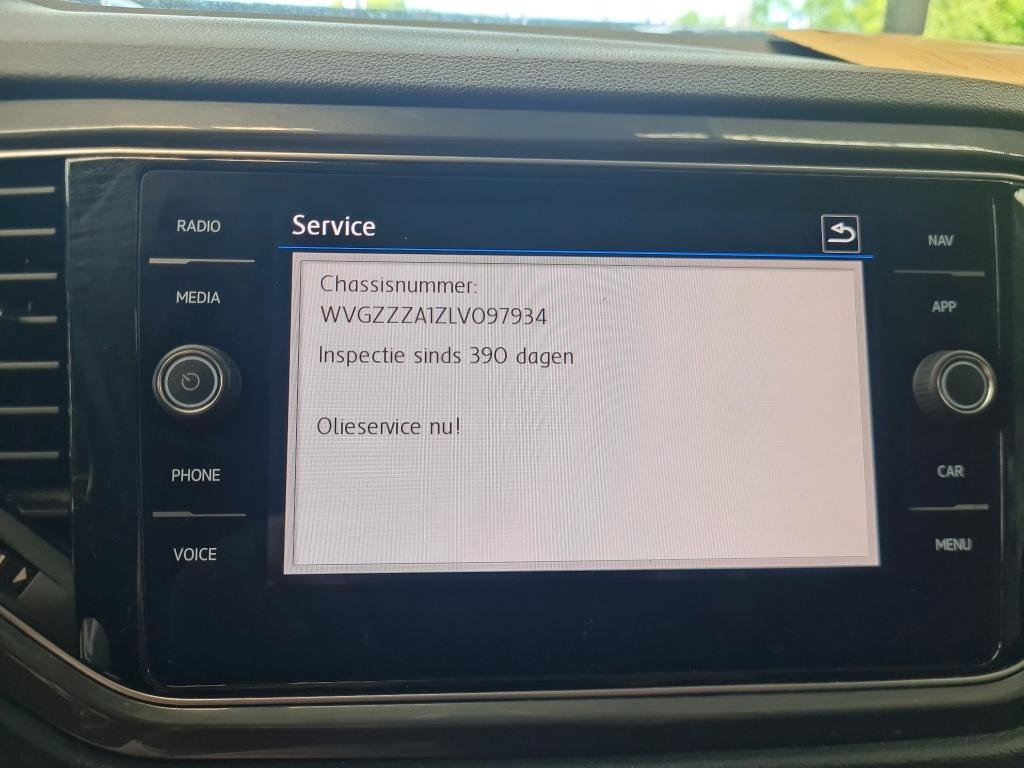 Service
RADIO
MEDIA
PHONE
VOICE
Chassisnummer:
WVGZZZA1ZLV097934
Inspectie sinds 390 dagen
Olieservice nu!
NAV
APP
CAR
MENU